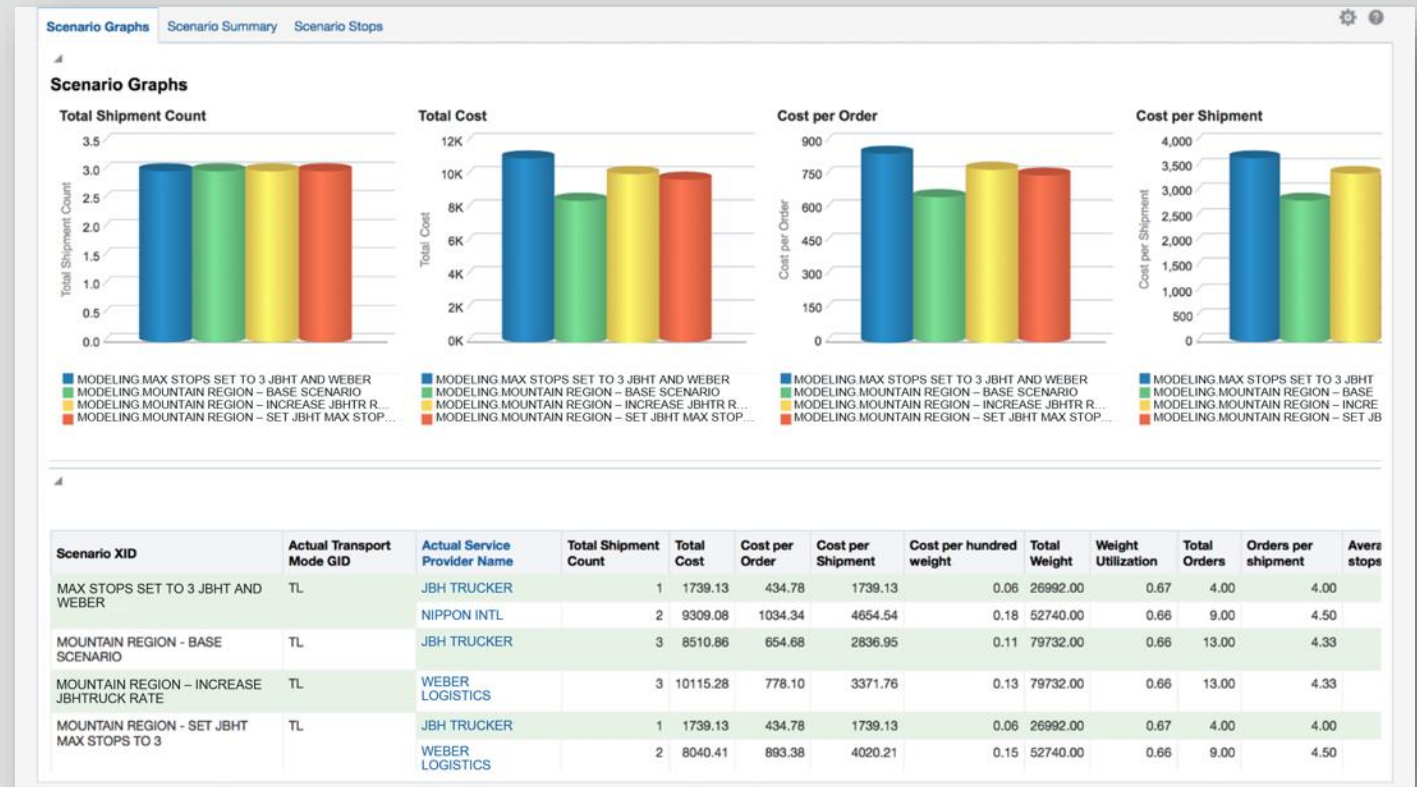 Scenario Graphs Scenario Summary Scenario Stops
Scenario Graphs
Total Shipment Count
3.5
3.0
2.5
2.0
1.5
1.0
0.5
0.0
Total Shipment Count
MODELING.MAX STOPS SET TO 3 JBHT AND WEBER
MODELING.MOUNTAIN REGION – BASE SCENARIO
MODELING.MOUNTAIN REGION – INCREASE JBHTR R...
MODELING.MOUNTAIN REGION – SET JBHT MAX STOP...
Total Cost
12K
10K
8K
6K
4K
2K
0K
Total Cost
MODELING.MAX STOPS SET TO 3 JBHT AND WEBER
MODELING.MOUNTAIN REGION – BASE SCENARIO
MODELING.MOUNTAIN REGION – INCREASE JBHTR R...
MODELING.MOUNTAIN REGION – SET JBHT MAX STOP...
Cost per Order
900
750
600
450
300
150
0
Cost per Order
MODELING.MAX STOPS SET TO 3 JBHT AND WEBER
MODELING.MOUNTAIN REGION – BASE SCENARIO
MODELING.MOUNTAIN REGION – INCREASE JBHTR R...
MODELING.MOUNTAIN REGION – SET JBHT MAX STOP...
Cost per Shipment
4,000
3,500
3,000
2,500
2,000
1,500
1,000
500
0
Cost per Shipment
MODELING.MAX STOPS SET TO 3 JBHT
MODELING.MOUNTAIN REGION – BASE
MODELING.MOUNTAIN REGION – INCRE
MODELING.MOUNTAIN REGION – SET JB
Scenario XID Actual Transport Mode GID Actual Service Provider Name Total Shipment Count Total Cost Cost per Order Cost per Shipment Cost per hundred weight Total Weight Weight Utilization Total Orders Orders per shipment Avera stops
MAX STOPS SET TO 3 JBHT AND WEBER TL JBH TRUCKER 1 1739.13 434.78 1739.13 0.06 26992.00 0.67 4.00 4.00
NIPPON INTL 2 9309.08 1034.34 4654.54 0.18 52740.00 0.66 9.00 4.50
MOUNTAIN REGION - BASE SCENARIO TL JBH TRUCKER 3 8510.86 654.68 2836.95 0.11 79732.00 0.66 13.00 4.33
MOUNTAIN REGION – INCREASE JBHTRUCK RATE TL WEBER LOGISTICS 3 10115.28 778.10 3371.76 0.13 79732.00 0.66 13.00 4.33
MOUNTAIN REGION - SET JBHT MAX STOPS TO 3 TL JBH TRUCKER 1 1739.13 434.78 1739.13 0.06 26992.00 0.67 4.00 4.00
WEBER LOGISTICS 2 8040.41 893.38 4020.21 0.15 52740.00 0.66 9.00 4.50